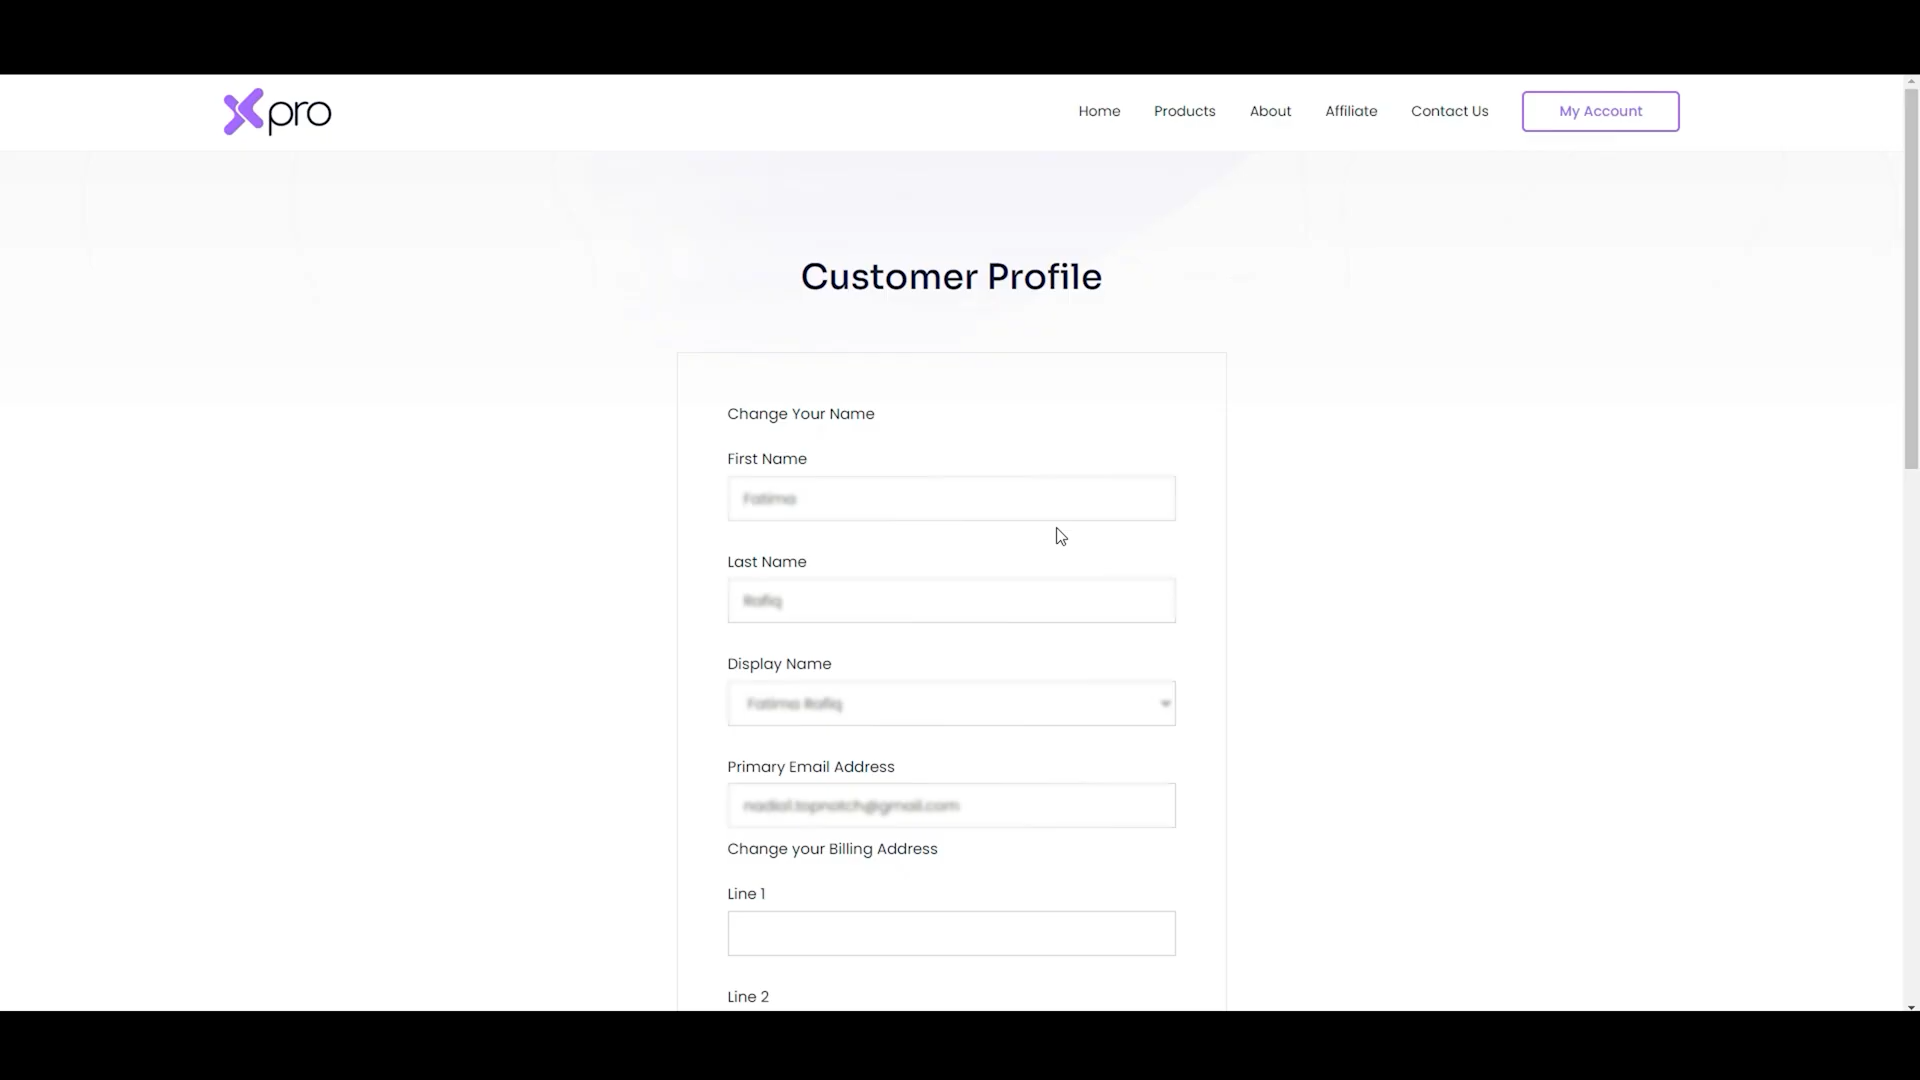 Xpro
Home Products About Affiliate Contact Us My Account
Customer Profile
Change Your Name
First Name
Last Name
Display Name
Primary Email Address
Change your Billing Address
Line 1
Line 2